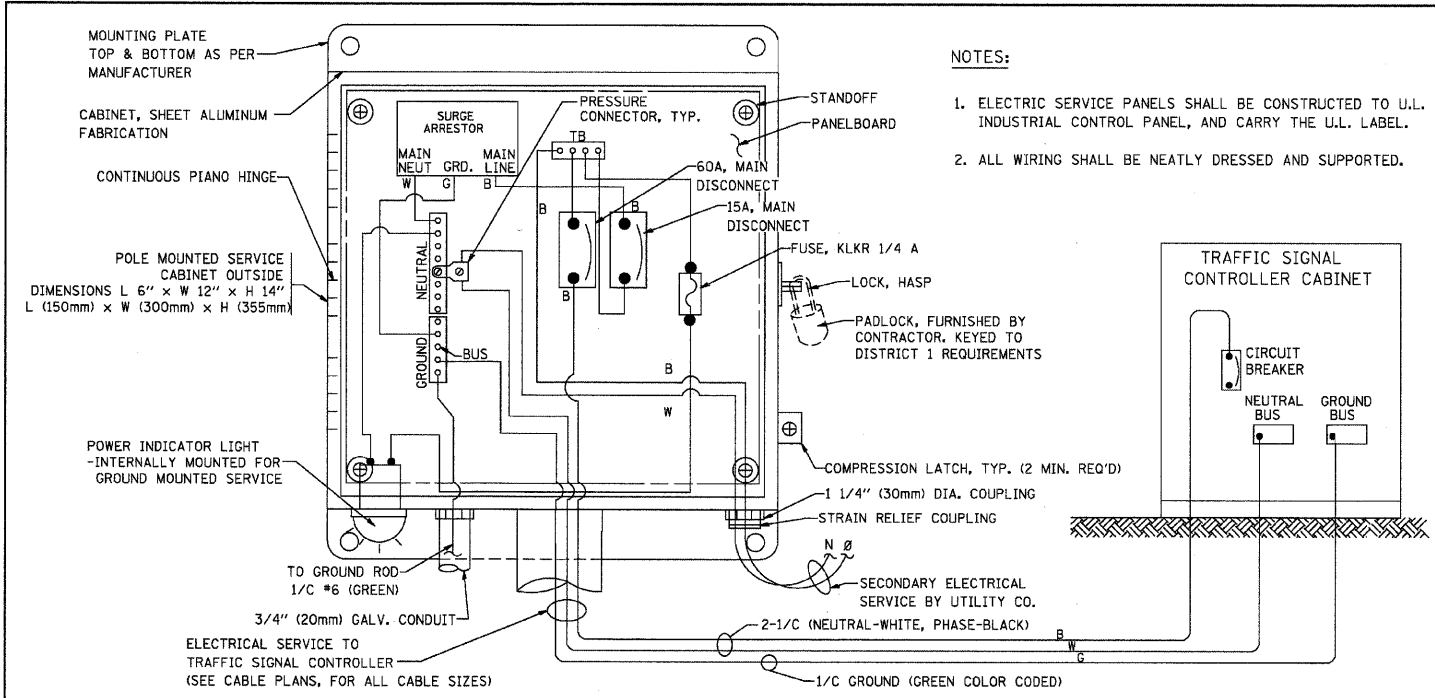 MOUNTING PLATE
TOP & BOTTOM AS PER
MANUFACTURER
CABINET, SHEET ALUMINUM
FABRICATION
CONTINUOUS PIANO HINGE
POLE MOUNTED SERVICE
CABINET OUTSIDE
DIMENSIONS L 6" x W 12" x H 14"
L (150mm) x W (300mm) x H (355mm)
POWER INDICATOR LIGHT
-INTERNALLY MOUNTED FOR
GROUND MOUNTED SERVICE
TO GROUND ROD
1/C #6 (GREEN)
3/4" (20mm) GALV. CONDUIT
ELECTRICAL SERVICE TO
TRAFFIC SIGNAL CONTROLLER
(SEE CABLE PLANS, FOR ALL CABLE SIZES)
SURGE
ARRESTOR
MAIN
NEUT
GRD.
MAIN
LINE
W
G
B
PRESSURE
CONNECTOR, TYP.
TB
NEUTRAL
GROUND
BUS
B
B
B
B
W
STANDOFF
PANELBOARD
60A, MAIN
DISCONNECT
15A, MAIN
DISCONNECT
FUSE, KLKR 1/4 A
LOCK, HASP
PADLOCK, FURNISHED BY
CONTRACTOR. KEYED TO
DISTRICT 1 REQUIREMENTS
COMPRESSION LATCH, TYP. (2 MIN. REQ'D)
1 1/4" (30mm) DIA. COUPLING
STRAIN RELIEF COUPLING
N Ø
SECONDARY ELECTRICAL
SERVICE BY UTILITY CO.
2-1/C (NEUTRAL-WHITE, PHASE-BLACK)
B
W
G
1/C GROUND (GREEN COLOR CODED)
NOTES:
1. ELECTRIC SERVICE PANELS SHALL BE CONSTRUCTED TO U.L.
INDUSTRIAL CONTROL PANEL, AND CARRY THE U.L. LABEL.
2. ALL WIRING SHALL BE NEATLY DRESSED AND SUPPORTED.
TRAFFIC SIGNAL
CONTROLLER CABINET
CIRCUIT
BREAKER
NEUTRAL
BUS
GROUND
BUS